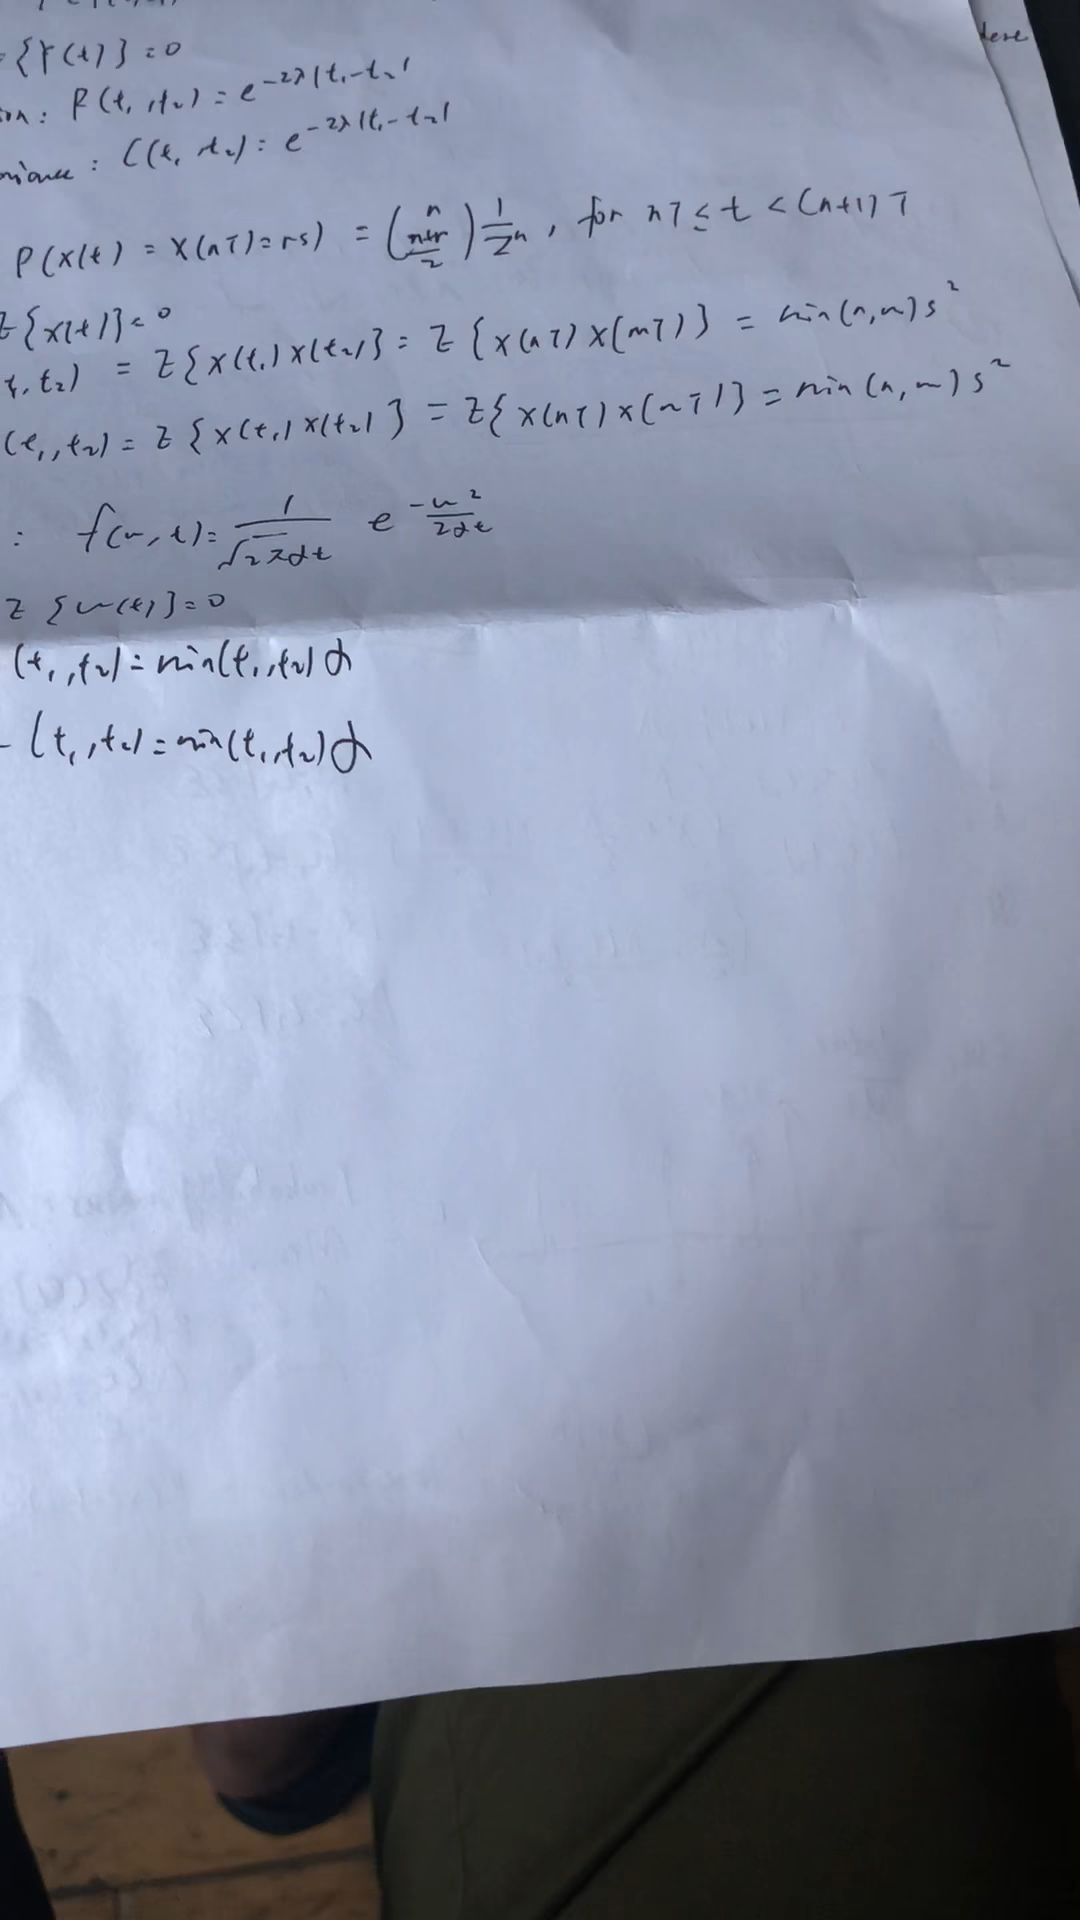 {Y(t)} = 0
: R(t₁, t₂) = e^{-2λ|t₁-t₂|}
: C(t₁, t₂) = e^{-2λ|t₁-t₂|}
P(X(t) = X(nT) = rs) = (n (n+r)/2) 1/2ⁿ, for nT ≤ t < (n+1)T
E{X(t)} = 0
t₁, t₂) = E{X(t₁) X(t₂)} = E{X(nT) X(mT)} = min(n,m) s²
(t₁, t₂) = E{X(t₁) X(t₂)} = E{X(nT) X(mT)} = min(n,m) s²
: f(w, t) = 1/√(2παt) e^{-w²/2αt}
E{w(t)} = 0
(t₁, t₂) = min(t₁, t₂) α
(t₁, t₂) = min(t₁, t₂) α